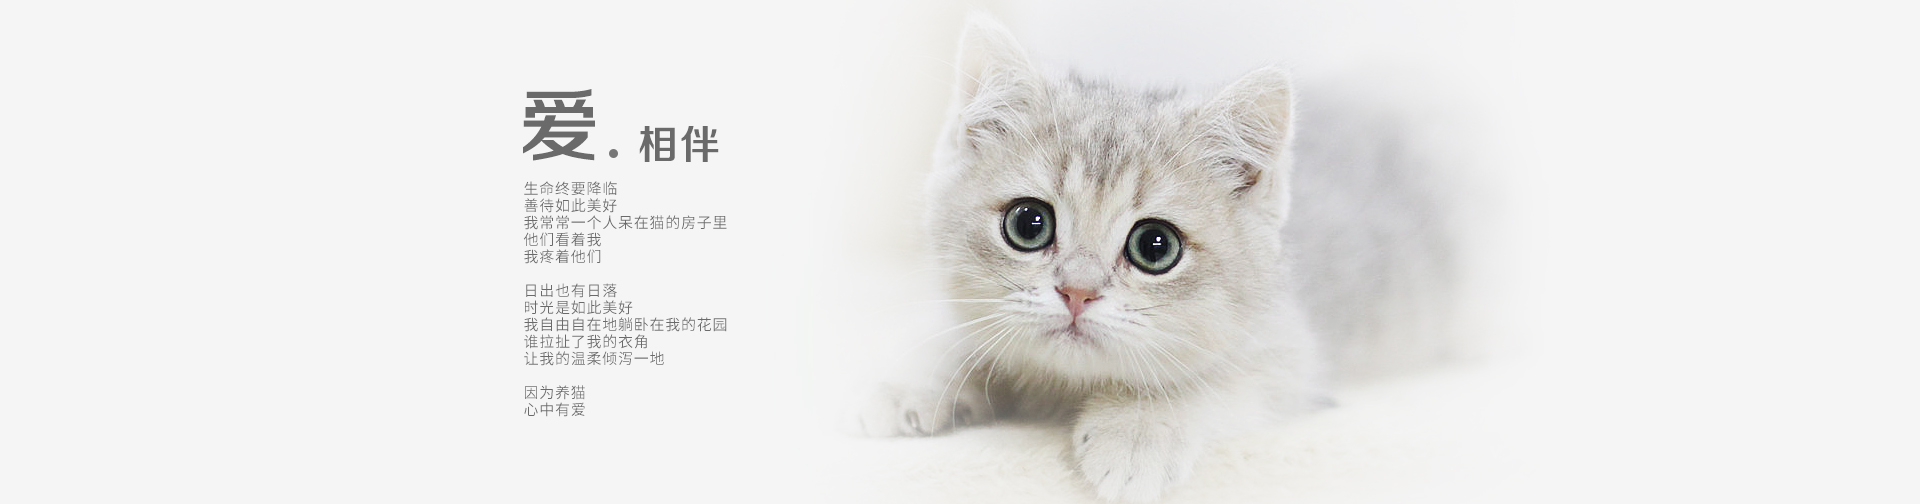 爱.相伴
生命终要降临
善待如此美好
我常常一个人呆在猫的房子里
他们看着我
我疼着他们
日出也有日落
时光是如此美好
我自由自在地躺卧在我的花园
谁拉扯了我的衣角
让我的温柔倾泻一地
因为养猫
心中有爱